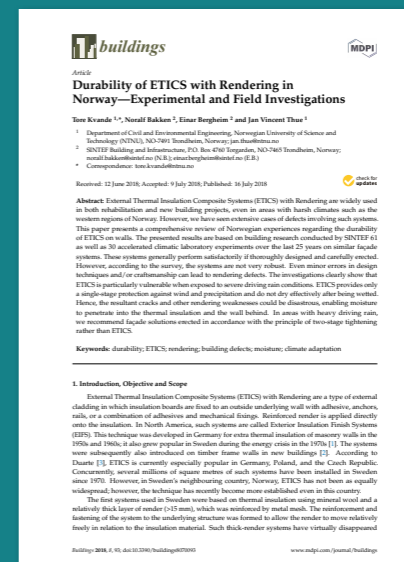 buildings
MDPI
Article
Durability of ETICS with Rendering in
Norway—Experimental and Field Investigations
Tore Kvande 1,*, Noralf Bakken 2, Einar Bergheim 2 and Jan Vincent Thue 1
1 Department of Civil and Environmental Engineering, Norwegian University of Science and
Technology (NTNU), NO-7491 Trondheim, Norway; jan.thue@ntnu.no
2 SINTEF Building and Infrastructure, P.O. Box 4760 Torgarden, NO-7465 Trondheim, Norway;
noralf.bakken@sintef.no (N.B.); einar.bergheim@sintef.no (E.B.)
* Correspondence: tore.kvande@ntnu.no
check for
updates
Received: 12 June 2018; Accepted: 9 July 2018; Published: 16 July 2018
Abstract: External Thermal Insulation Composite Systems (ETICS) with Rendering are widely used
in both rehabilitation and new building projects, even in areas with harsh climates such as the
western regions of Norway. However, we have seen extensive cases of defects involving such systems.
This paper presents a comprehensive review of Norwegian experiences regarding the durability
of ETICS on walls. The presented results are based on building research conducted by SINTEF 61
as well as 30 accelerated climatic laboratory experiments over the last 25 years on similar façade
systems. These systems generally perform satisfactorily if thoroughly designed and carefully erected.
However, according to the survey, the systems are not very robust. Even minor errors in design
techniques and/or craftmanship can lead to rendering defects. The investigations clearly show that
ETICS is particularly vulnerable when exposed to severe driving rain conditions. ETICS provides only
a single-stage protection against wind and precipitation and do not dry effectively after being wetted.
Hence, the resultant cracks and other rendering weaknesses could be disastrous, enabling moisture
to penetrate into the thermal insulation and the wall behind. In areas with heavy driving rain,
we recommend façade solutions erected in accordance with the principle of two-stage tightening
rather than ETICS.
Keywords: durability; ETICS; rendering; building defects; moisture; climate adaptation
1. Introduction, Objective and Scope
External Thermal Insulation Composite Systems (ETICS) with Rendering are a type of external
cladding in which insulation boards are fixed to an outside underlying wall with adhesive, anchors,
rails, or a combination of adhesives and mechanical fixings. Reinforced render is applied directly
onto the insulation. In North America, such systems are called Exterior Insulation Finish Systems
(EIFS). This technique was developed in Germany for extra thermal insulation of masonry walls in the
1950s and 1960s; it also grew popular in Sweden during the energy crisis in the 1970s [1]. The systems
were subsequently also introduced on timber frame walls in new buildings [2]. According to
Duarte [3], ETICS is currently especially popular in Germany, Poland, and the Czech Republic.
Concurrently, several millions of square metres of such systems have been installed in Sweden
since 1970. However, in Sweden's neighbouring country, Norway, ETICS has not been as equally
widespread; however, the technique has recently become more established even in this country.
The first systems used in Sweden were based on thermal insulation using mineral wool and a
relatively thick layer of render (>15 mm), which was reinforced by metal mesh. The reinforcement and
fastening of the system to the underlying structure was formed to allow the render to move relatively
freely in relation to the insulation material. Such thick-render systems have virtually disappeared
Buildings 2018, 8, 93; doi:10.3390/buildings8070093
www.mdpi.com/journal/buildings